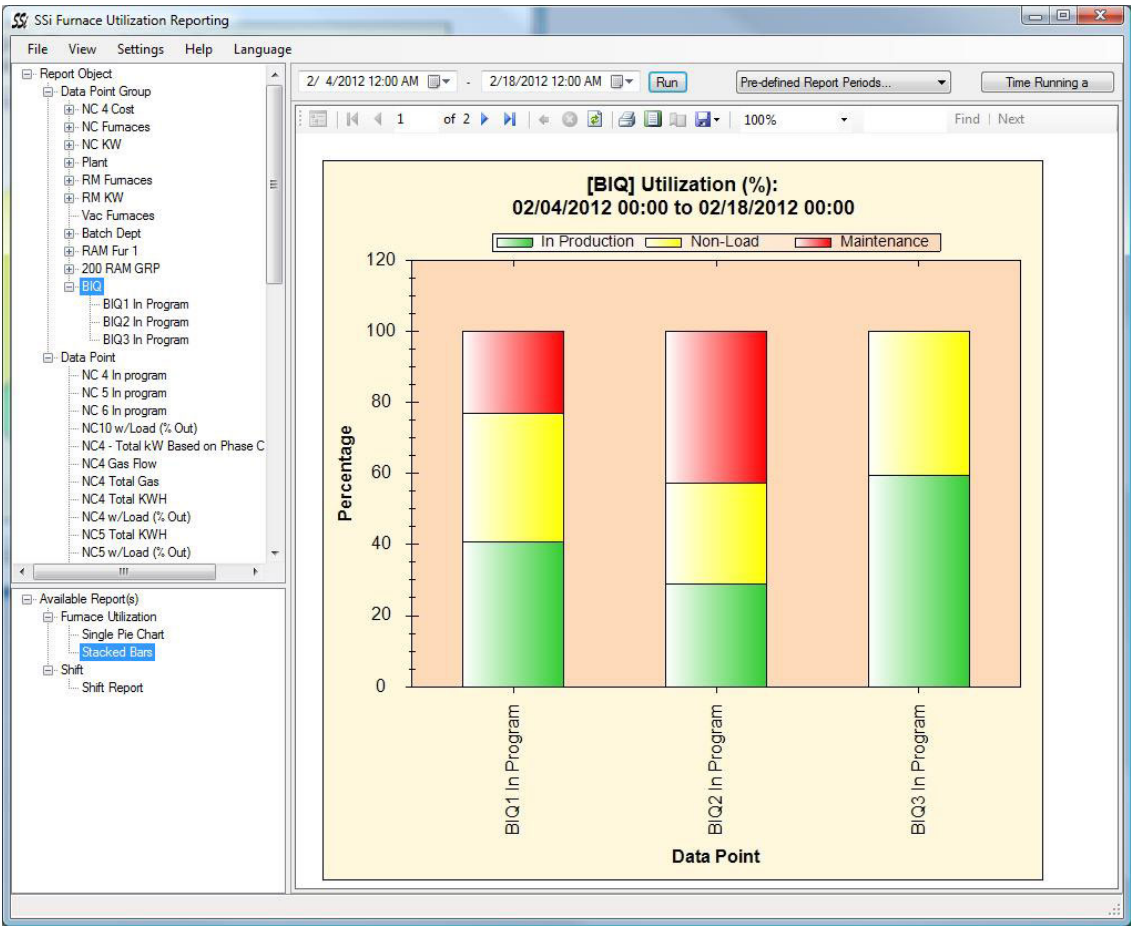 SSi Furnace Utilization Reporting
File View Settings Help Language
Report Object
Data Point Group
NC 4 Cost
NC Furnaces
NC KW
Plant
RM Furnaces
RM KW
Vac Furnaces
Batch Dept
RAM Fur 1
200 RAM GRP
BIQ
BIQ1 In Program
BIQ2 In Program
BIQ3 In Program
Data Point
NC 4 In program
NC 5 In program
NC 6 In program
NC10 w/Load (% Out)
NC4 - Total kW Based on Phase C
NC4 Gas Flow
NC4 Total Gas
NC4 Total KWH
NC4 w/Load (% Out)
NC5 Total KWH
NC5 w/Load (% Out)
Available Report(s)
Furnace Utilization
Single Pie Chart
Stacked Bars
Shift
Shift Report
2/ 4/2012 12:00 AM - 2/18/2012 12:00 AM Run Pre-defined Report Periods... Time Running a
1 of 2 100% Find | Next
[BIQ] Utilization (%):
02/04/2012 00:00 to 02/18/2012 00:00
In Production Non-Load Maintenance
120
100
80
60
40
20
0
Percentage
BIQ1 In Program
BIQ2 In Program
BIQ3 In Program
Data Point